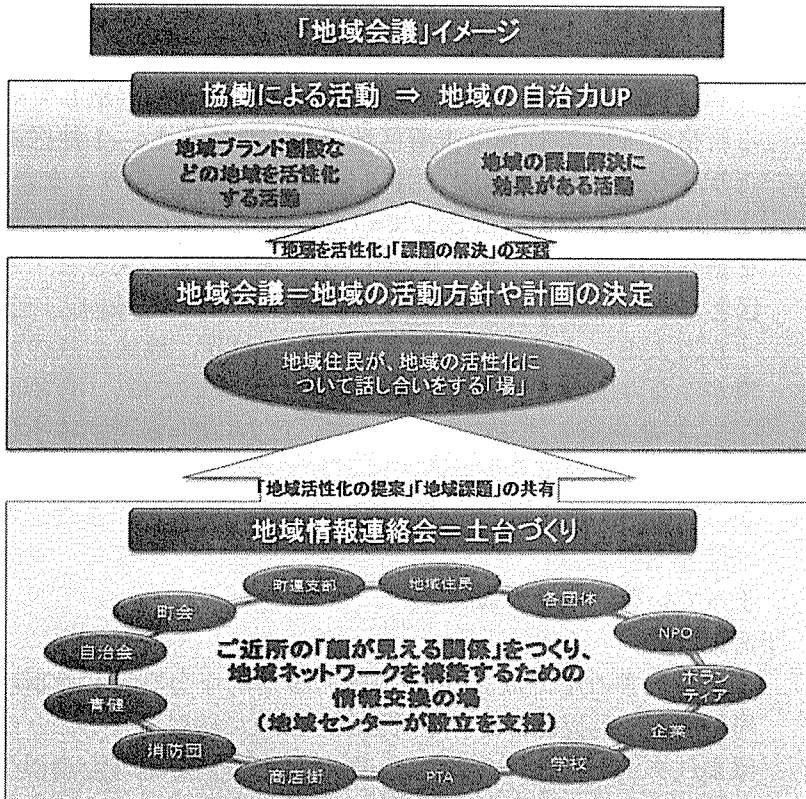 「地域会議」イメージ
協働による活動 ⇒ 地域の自治力UP
地域ブランド創設な
どの地域を活性化
する活動
地域の課題解決に
効果がある活動
「地域を活性化」「課題の解決」の実践
地域会議＝地域の活動方針や計画の決定
地域住民が、地域の活性化に
ついて話し合いをする「場」
「地域活性化の提案」「地域課題」の共有
地域情報連絡会＝土台づくり
町連支部
地域住民
町会
各団体
自治会
NPO
ご近所の「顔が見える関係」をつくり、
地域ネットワークを構築するための
情報交換の場
（地域センターが設立を支援）
ボラン
ティア
青健
企業
消防団
学校
商店街
PTA